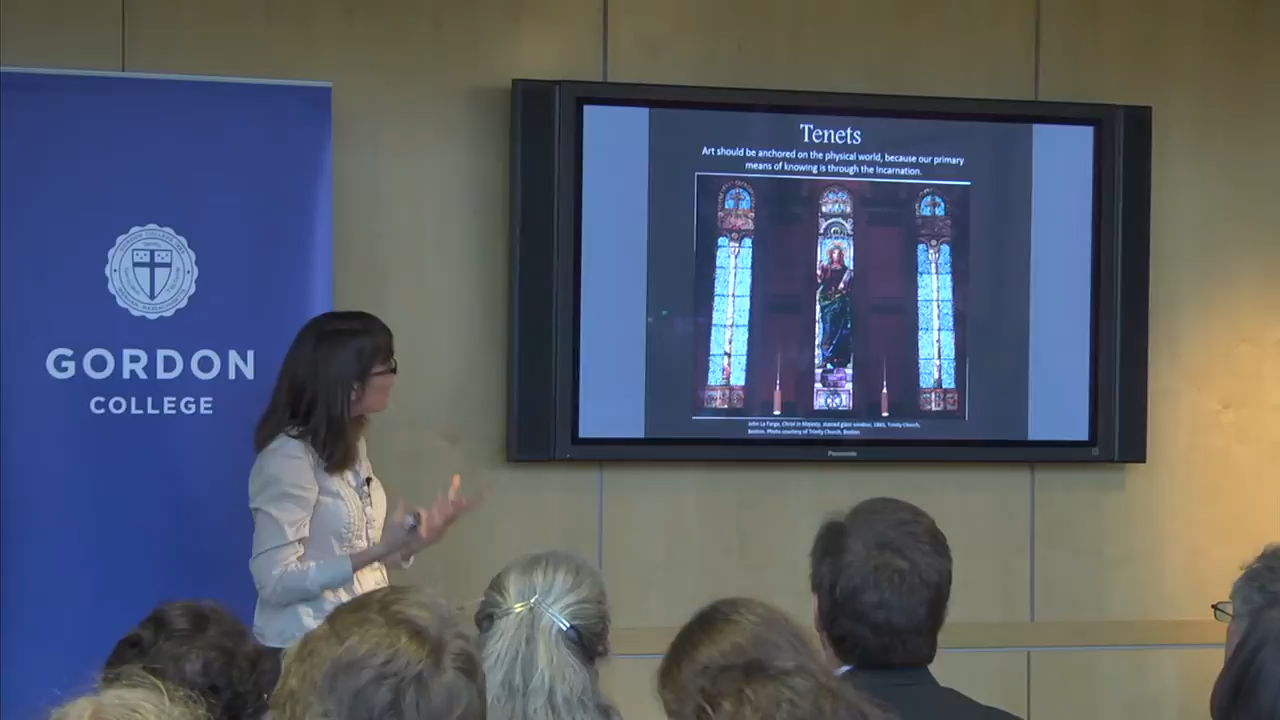 GORDON
COLLEGE
Tenets
Art should be anchored on the physical world, because our primary
means of knowing is through the Incarnation.
John La Farge, Christ in Majesty, stained glass window, 1883, Trinity Church,
Boston. Photo courtesy of Trinity Church, Boston
Panasonic